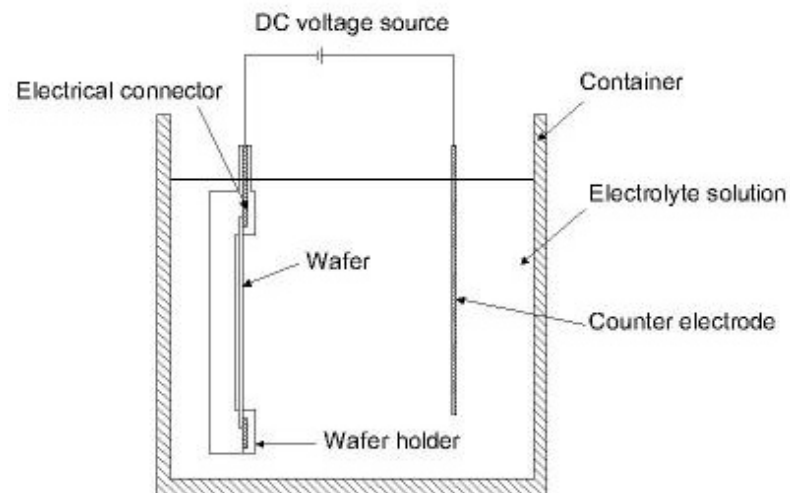 DC voltage source
Electrical connector
Container
Electrolyte solution
Wafer
Counter electrode
Wafer holder